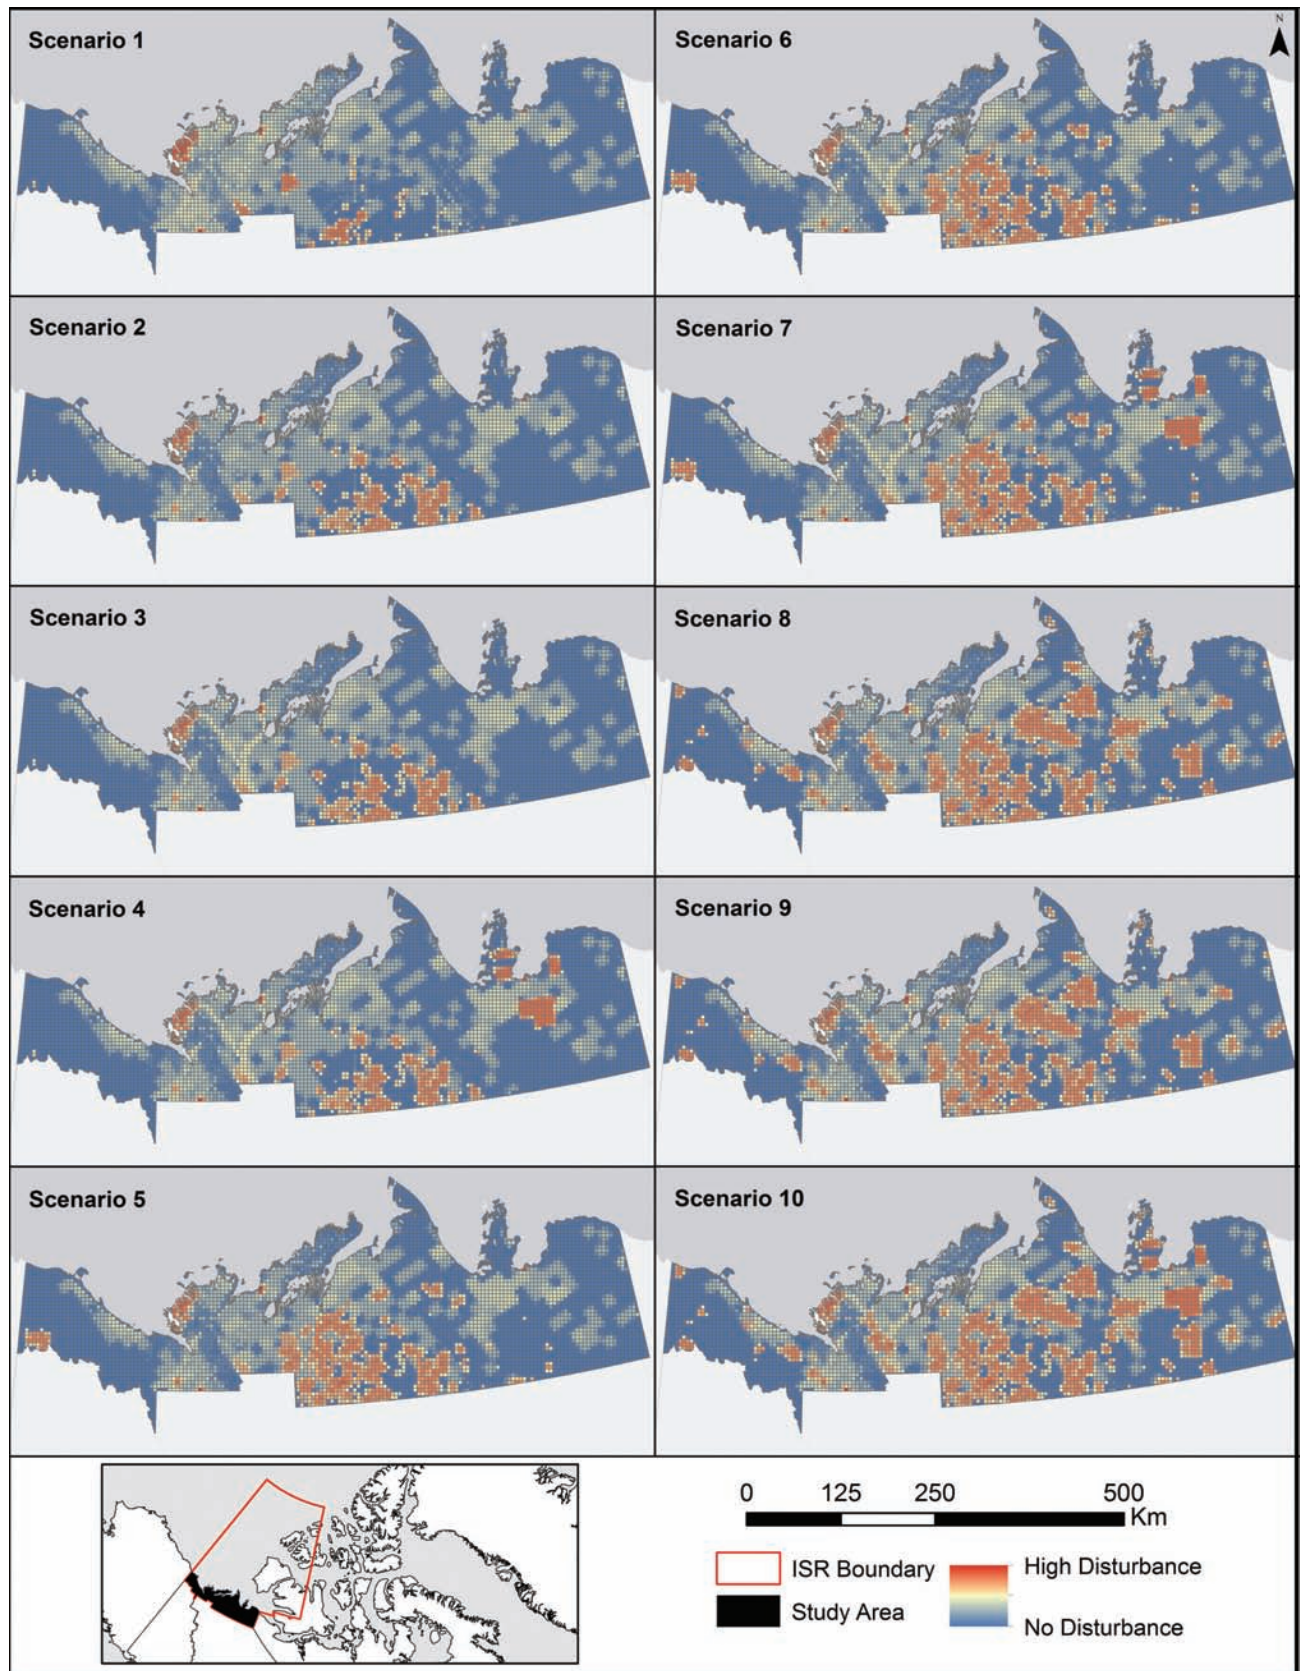 Scenario 1
Scenario 6
N
Scenario 2
Scenario 7
Scenario 3
Scenario 8
Scenario 4
Scenario 9
Scenario 5
Scenario 10
0 125 250 500
Km
ISR Boundary
Study Area
High Disturbance
No Disturbance